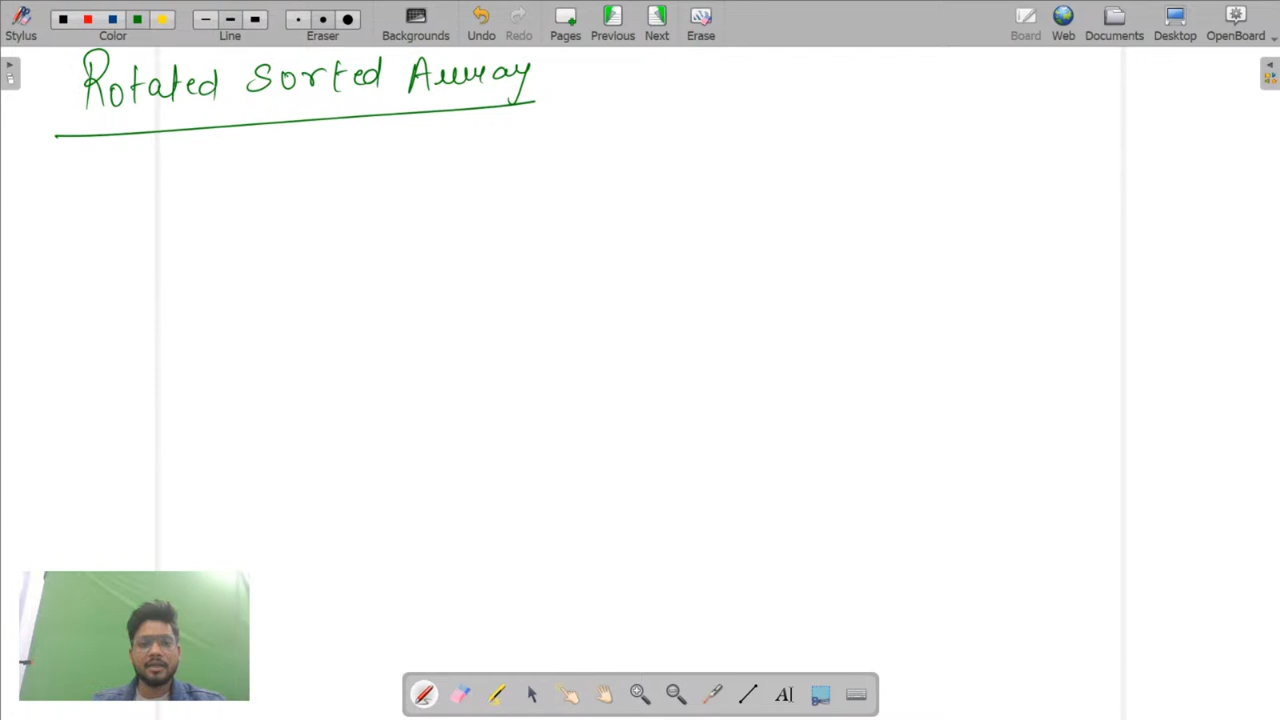 Stylus Color Line Eraser Backgrounds Undo Redo Pages Previous Next Erase Board Web Documents Desktop OpenBoard
Rotated Sorted Array
AI